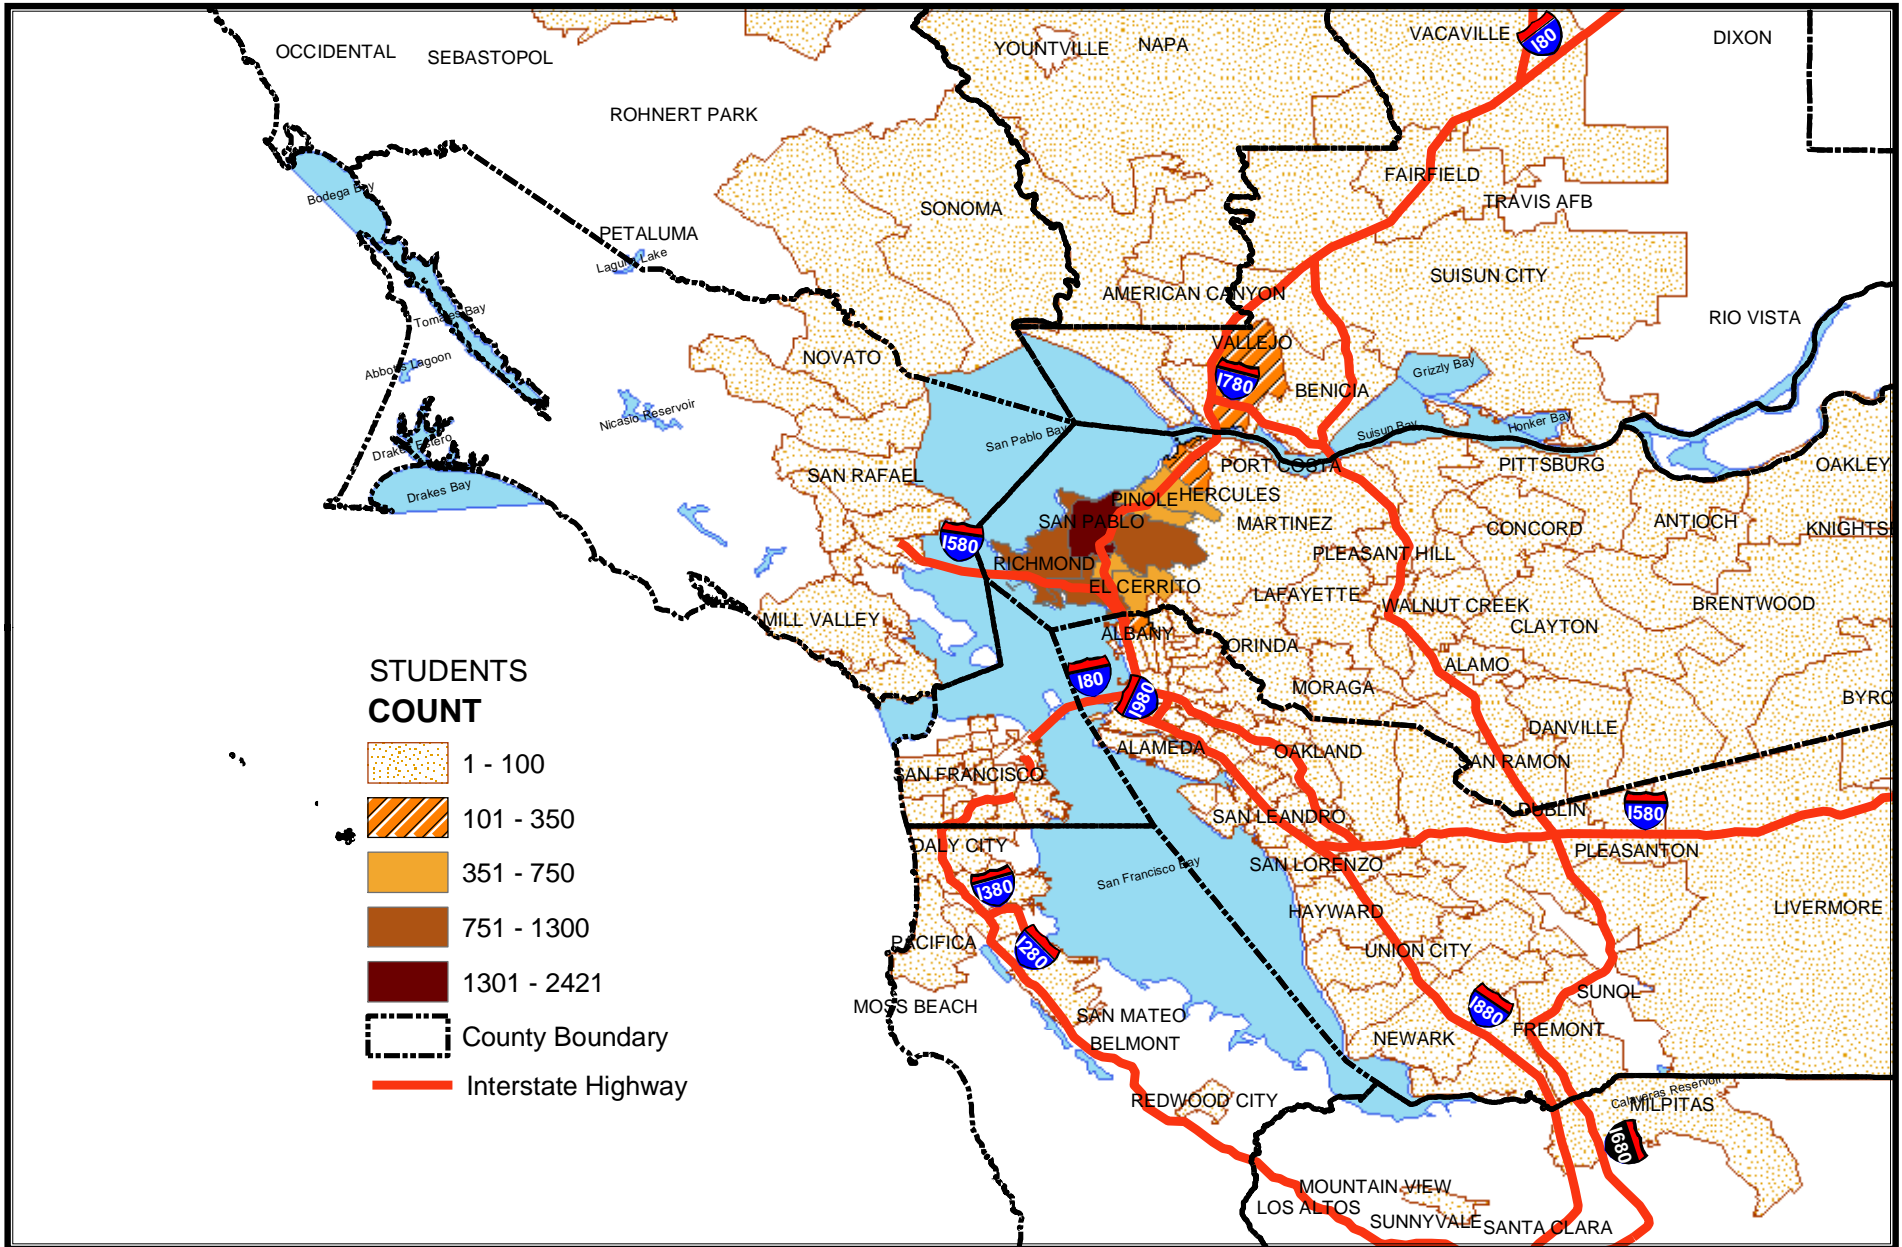 OCCIDENTAL
SEBASTOPOL
YOUNTVILLE
NAPA
VACAVILLE
I80
DIXON
ROHNERT PARK
FAIRFIELD
TRAVIS AFB
Bodega Bay
SONOMA
PETALUMA
Laguna Lake
SUISUN CITY
AMERICAN CANYON
RIO VISTA
Tomales Bay
VALLEJO
NOVATO
Abbotts Lagoon
Grizzly Bay
I780
BENICIA
Nicasio Reservoir
Honker Bay
Suisun Bay
San Pablo Bay
Drakes Estero
PORT COSTA
PITTSBURG
OAKLEY
SAN RAFAEL
Drakes Bay
PINOLE
HERCULES
SAN PABLO
MARTINEZ
CONCORD
ANTIOCH
KNIGHTSE
I580
PLEASANT HILL
RICHMOND
EL CERRITO
LAFAYETTE
WALNUT CREEK
BRENTWOOD
MILL VALLEY
CLAYTON
ALBANY
ORINDA
ALAMO
I80
I980
MORAGA
BYRO
DANVILLE
ALAMEDA
OAKLAND
SAN RAMON
SAN FRANCISCO
DUBLIN
I580
SAN LEANDRO
DALY CITY
PLEASANTON
SAN LORENZO
San Francisco Bay
I380
HAYWARD
LIVERMORE
PACIFICA
I280
UNION CITY
SUNOL
MOSS BEACH
I880
SAN MATEO
FREMONT
BELMONT
NEWARK
REDWOOD CITY
Calaveras Reservoir
MILPITAS
I680
MOUNTAIN VIEW
LOS ALTOS
SUNNYVALE
SANTA CLARA
STUDENTS
COUNT
1 - 100
101 - 350
351 - 750
751 - 1300
1301 - 2421
County Boundary
Interstate Highway